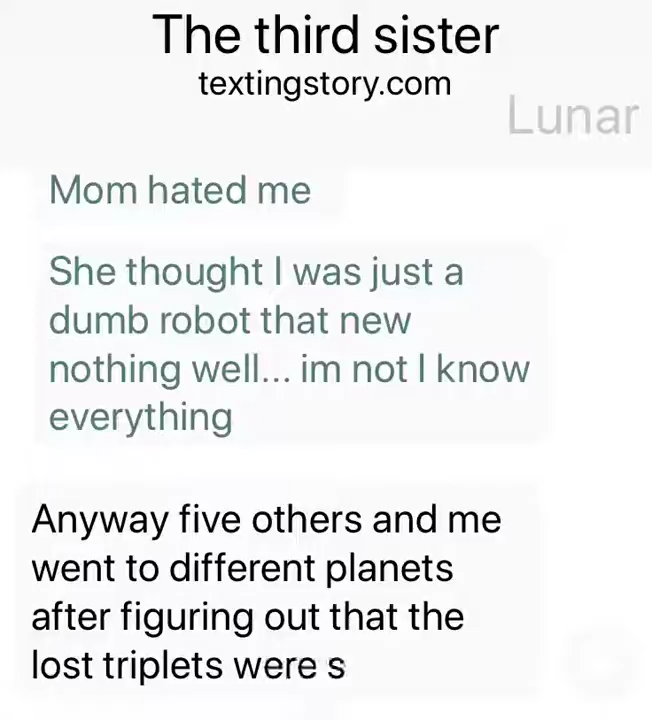 The third sister
textingstory.com
Lunar
Mom hated me
She thought I was just a
dumb robot that new
nothing well... im not I know
everything
Anyway five others and me
went to different planets
after figuring out that the
lost triplets were s